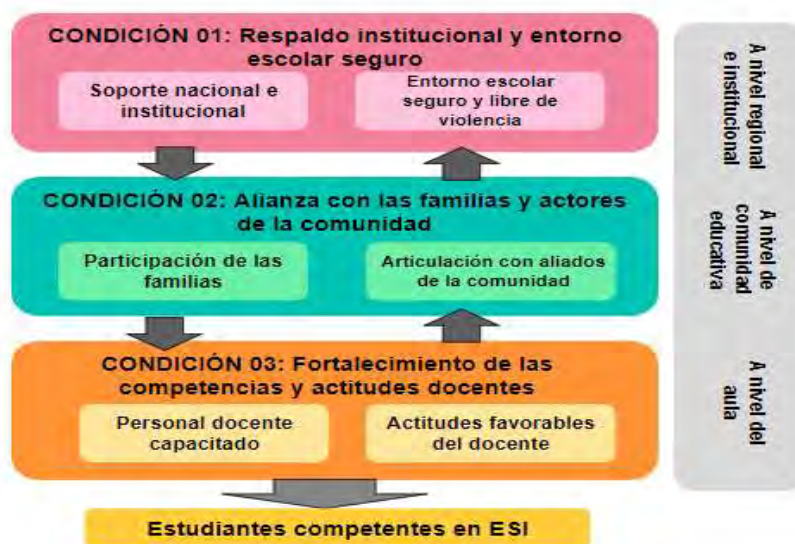 CONDICIÓN 01: Respaldo institucional y entorno
escolar seguro
Soporte nacional e
institucional
Entorno escolar
seguro y libre de
violencia
CONDICIÓN 02: Alianza con las familias y actores
de la comunidad
Participación de las
familias
Articulación con aliados
de la comunidad
CONDICIÓN 03: Fortalecimiento de las
competencias y actitudes docentes
Personal docente
capacitado
Actitudes favorables
del docente
Estudiantes competentes en ESI
A nivel regional
e institucional
A nivel de
comunidad
educativa
A nivel del
aula